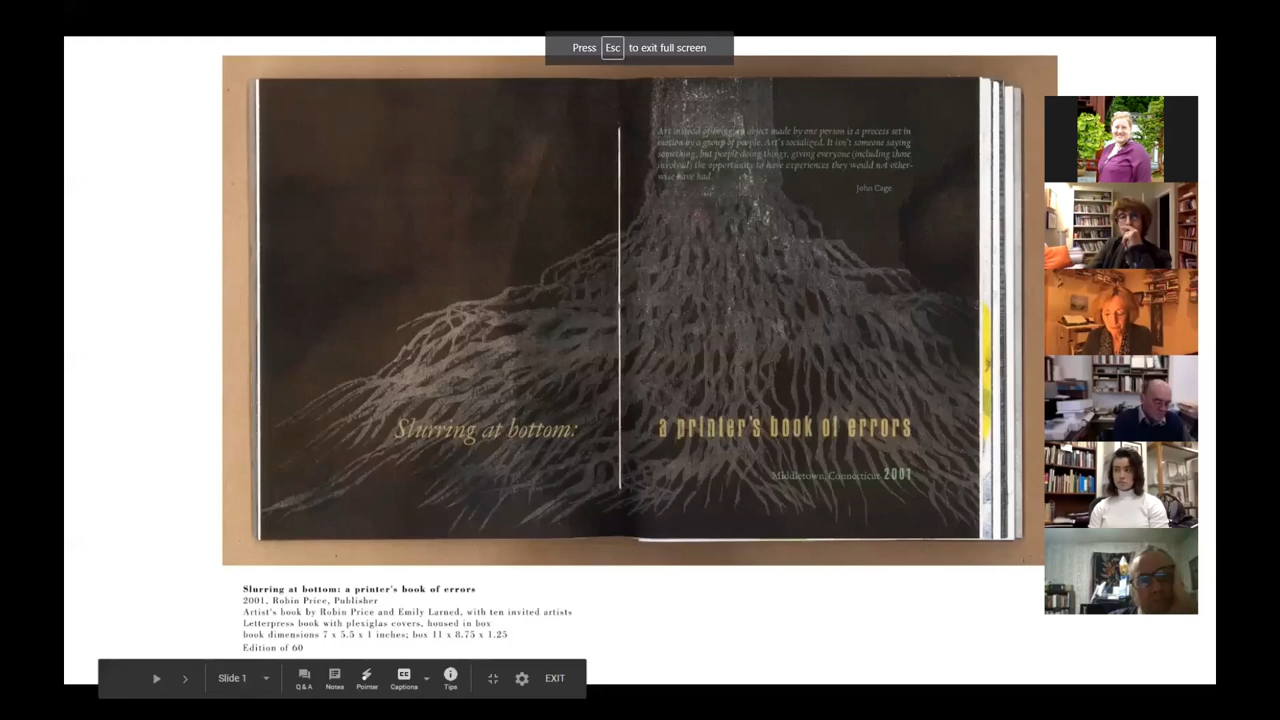 Press Esc to exit full screen
Art instead of being an object made by one person is a process set in
motion by a group of people. Art's socialized. It isn't someone saying
something, but people doing things, giving everyone (including those
involved) the opportunity to have experiences they would not other-
wise have had.
John Cage
Slurring at bottom:
a printer's book of errors
Middletown, Connecticut 2001
Slurring at bottom: a printer's book of errors
2001, Robin Price, Publisher
Artist's book by Robin Price and Emily Larned, with ten invited artists
Letterpress book with plexiglas covers, housed in box
book dimensions 7 x 5.5 x 1 inches; box 11 x 8.75 x 1.25
Edition of 60
Slide 1
Q & A
Notes
Pointer
CC
Captions
Tips
EXIT